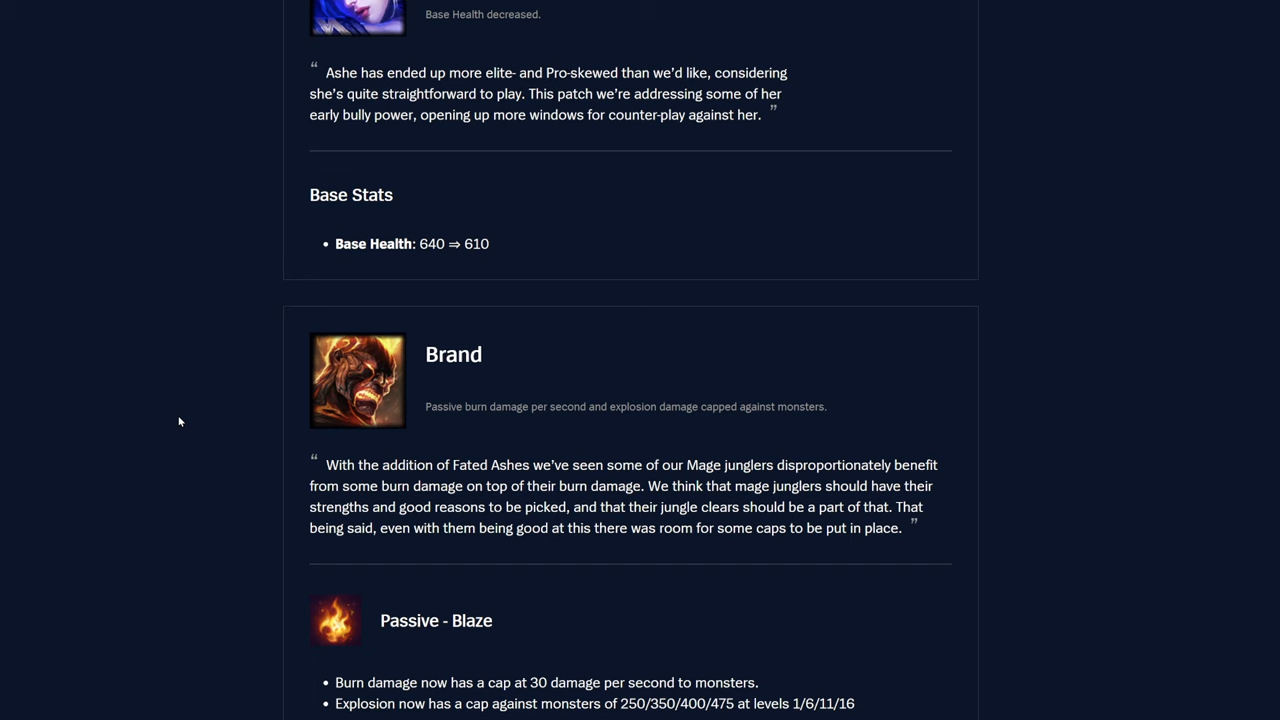 Base Health decreased.
“ Ashe has ended up more elite- and Pro-skewed than we’d like, considering
she’s quite straightforward to play. This patch we’re addressing some of her
early bully power, opening up more windows for counter-play against her. ”
Base Stats
• Base Health: 640 ⇒ 610
Brand
Passive burn damage per second and explosion damage capped against monsters.
“ With the addition of Fated Ashes we’ve seen some of our Mage junglers disproportionately benefit
from some burn damage on top of their burn damage. We think that mage junglers should have their
strengths and good reasons to be picked, and that their jungle clears should be a part of that. That
being said, even with them being good at this there was room for some caps to be put in place. ”
Passive - Blaze
• Burn damage now has a cap at 30 damage per second to monsters.
• Explosion now has a cap against monsters of 250/350/400/475 at levels 1/6/11/16